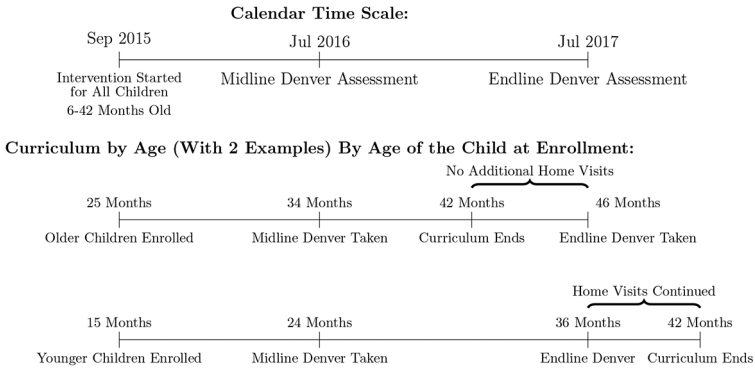 Calendar Time Scale:
Sep 2015 Jul 2016 Jul 2017
Intervention Started
for All Children
6-42 Months Old
Midline Denver Assessment Endline Denver Assessment
Curriculum by Age (With 2 Examples) By Age of the Child at Enrollment:
No Additional Home Visits
25 Months 34 Months 42 Months 46 Months
Older Children Enrolled Midline Denver Taken Curriculum Ends Endline Denver Taken
Home Visits Continued
15 Months 24 Months 36 Months 42 Months
Younger Children Enrolled Midline Denver Taken Endline Denver Curriculum Ends